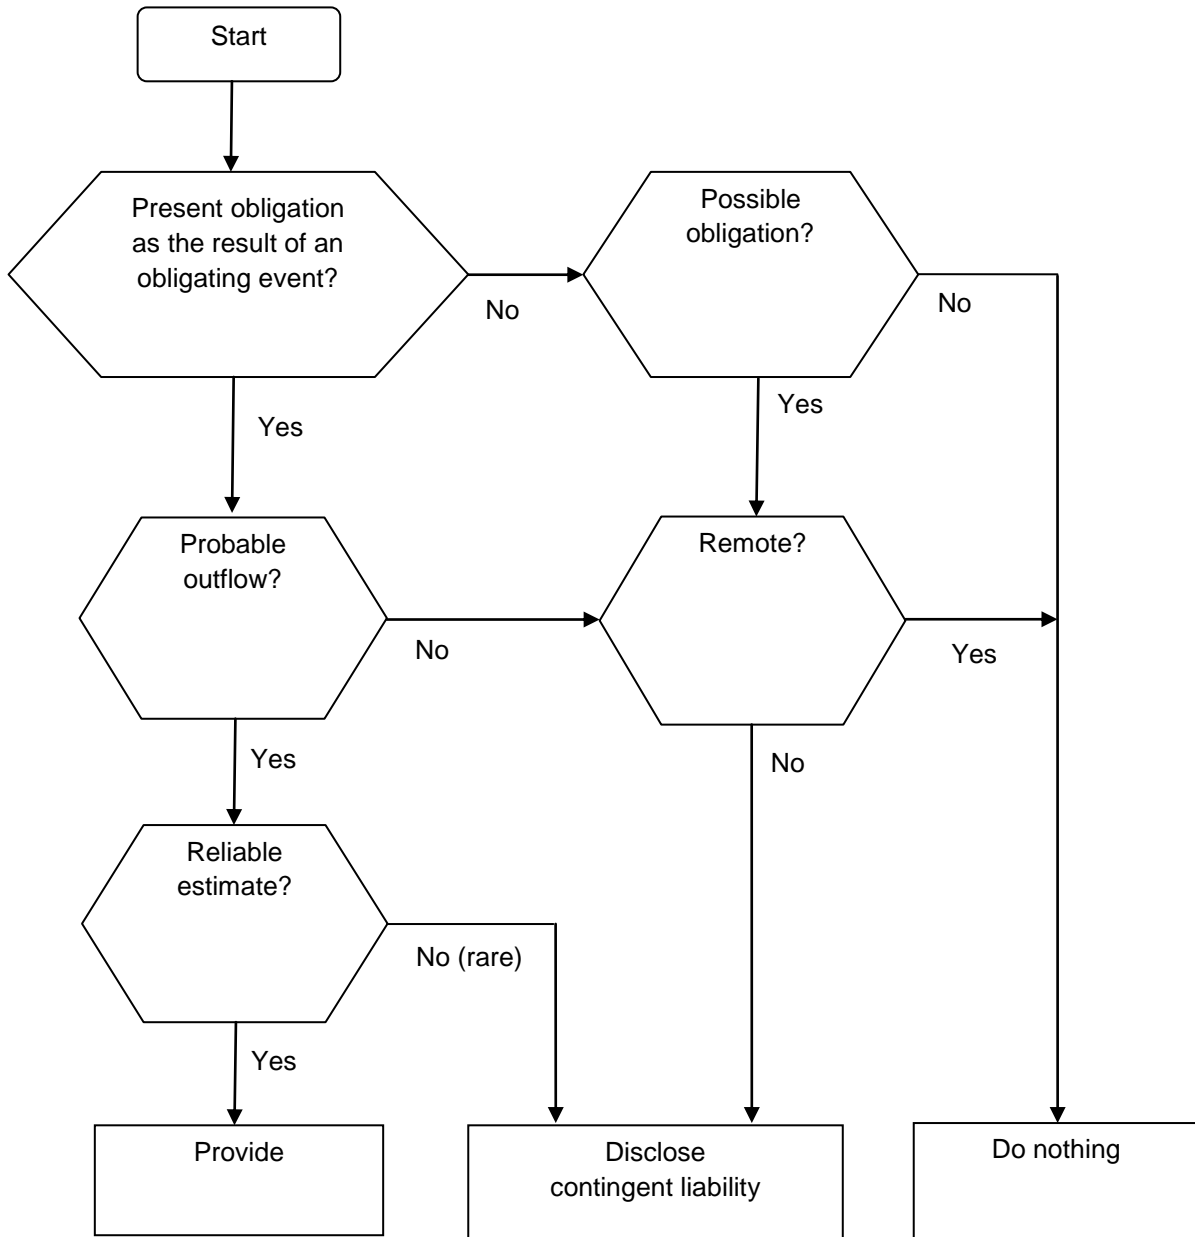 Start
Present obligation
as the result of an
obligating event?
No
Possible
obligation?
No
Yes
Yes
Probable
outflow?
No
Remote?
Yes
Yes
No
Reliable
estimate?
No (rare)
Yes
Provide
Disclose
contingent liability
Do nothing